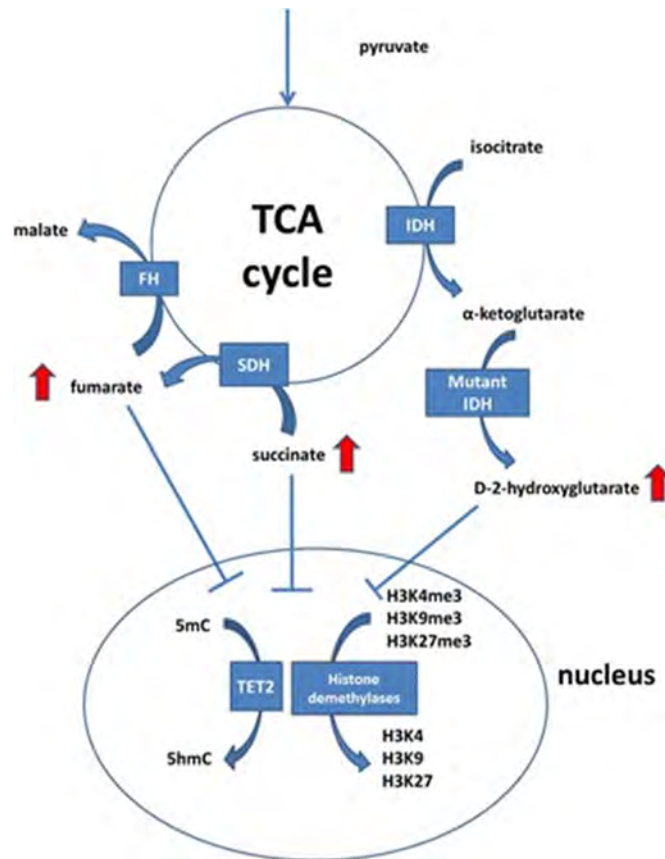 pyruvate
isocitrate
TCA
cycle
IDH
malate
FH
α-ketoglutarate
SDH
Mutant
IDH
fumarate
succinate
D-2-hydroxyglutarate
H3K4me3
H3K9me3
H3K27me3
5mC
nucleus
TET2
Histone
demethylases
H3K4
H3K9
H3K27
5hmC